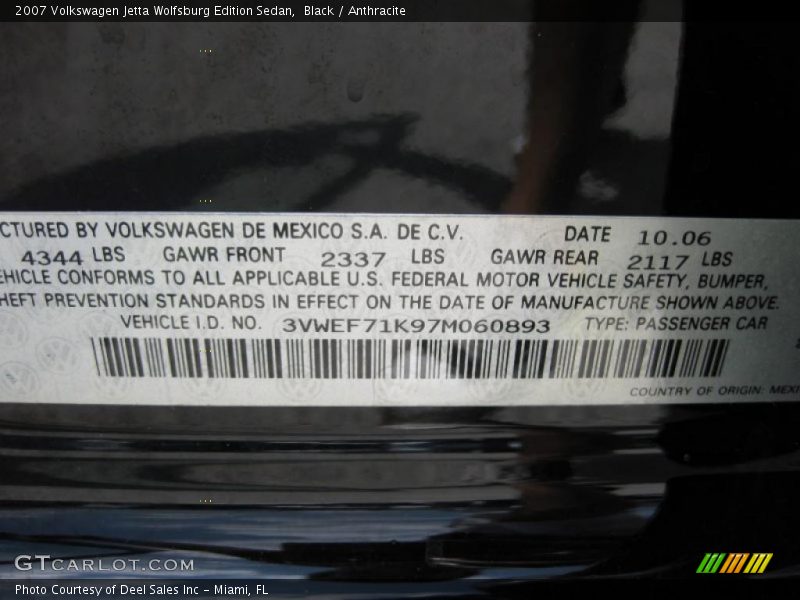 2007 Volkswagen Jetta Wolfsburg Edition Sedan, Black / Anthracite
CTURED BY VOLKSWAGEN DE MEXICO S.A. DE C.V. DATE 10.06
4344 LBS GAWR FRONT 2337 LBS GAWR REAR 2117 LBS
EHICLE CONFORMS TO ALL APPLICABLE U.S. FEDERAL MOTOR VEHICLE SAFETY, BUMPER,
HEFT PREVENTION STANDARDS IN EFFECT ON THE DATE OF MANUFACTURE SHOWN ABOVE.
VEHICLE I.D. NO. 3VWEF71K97M060893 TYPE: PASSENGER CAR
COUNTRY OF ORIGIN: MEXI
GTCARLOT.COM
Photo Courtesy of Deel Sales Inc - Miami, FL